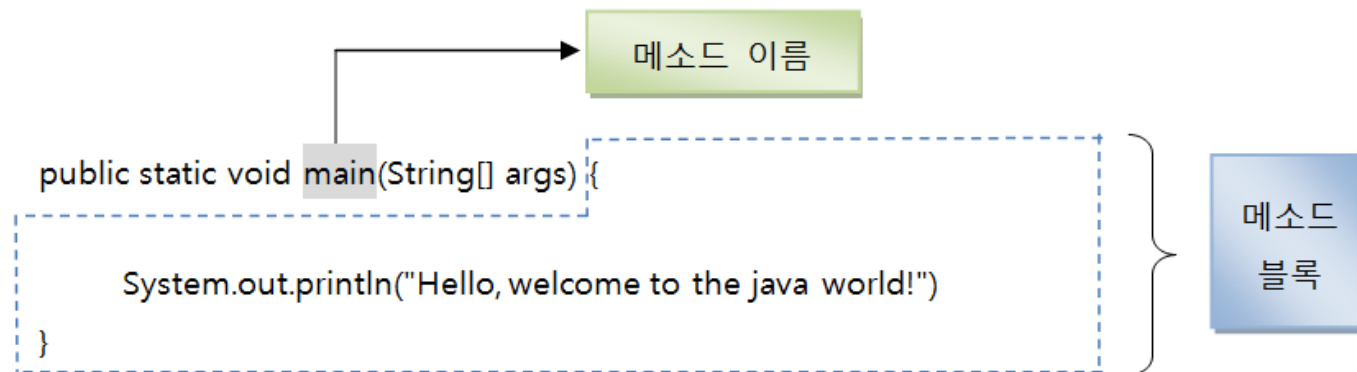 메소드 이름
public static void main(String[] args) {
메소드
블록
System.out.println("Hello, welcome to the java world!")
}